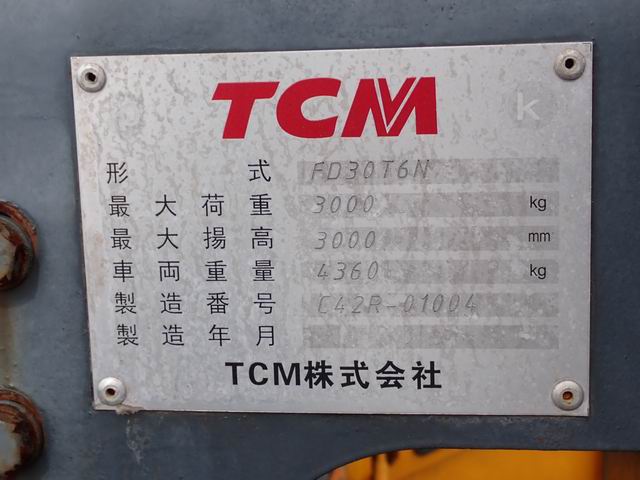 TCM
K
形式 FD30T6N
最大荷重 3000 kg
最大揚高 3000 mm
車両重量 4360 kg
製造番号 C42R-01004
製造年月
TCM株式会社